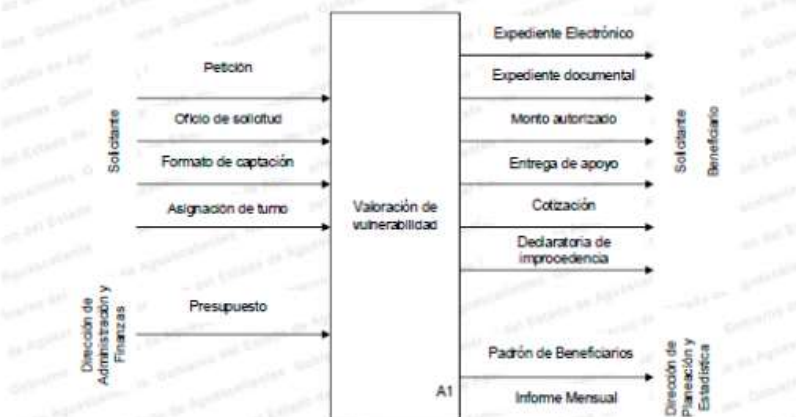 Expediente Electrónico
Petición
Expediente documental
Oficio de solicitud
Monto autorizado
Solicitante
Solicitante
Beneficiario
Formato de captación
Entrega de apoyo
Asignación de turno
Valoración de
vulnerabilidad
Cotización
Declaratoria de
improcedencia
Dirección de
Administración y
Finanzas
Presupuesto
Padrón de Beneficiarios
Dirección de
Planeación y
Estadística
A1
Informe Mensual